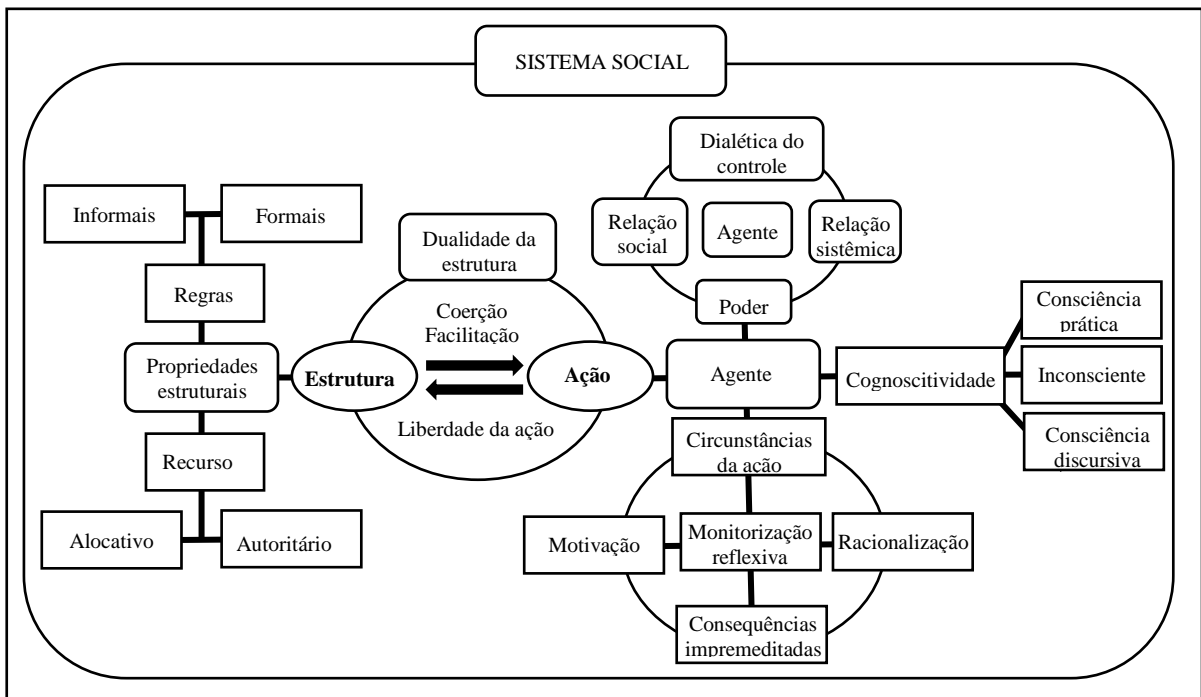 SISTEMA SOCIAL
Dialética do
controle
Informais
Formais
Relação
social
Agente
Relação
sistêmica
Dualidade da
estrutura
Regras
Coerção
Facilitação
Poder
Consciência
prática
Propriedades
estruturais
Estrutura
Ação
Agente
Cognoscitividade
Inconsciente
Liberdade da ação
Circunstâncias
da ação
Consciência
discursiva
Recurso
Alocativo
Autoritário
Motivação
Monitorização
reflexiva
Racionalização
Consequências
impremeditadas